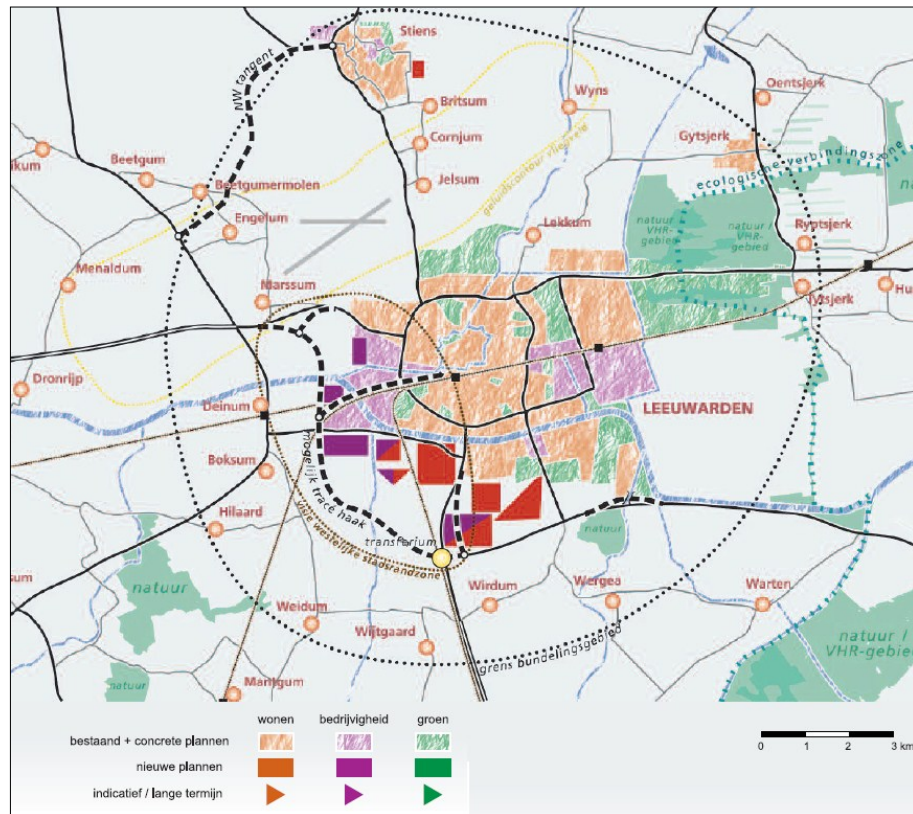 Stiens
NW tangent
Britsum
Wyns
Oentsjerk
Cornjum
Gytsjerk
ikum
Beetgum
Jelsum
geluidscontour vliegveld
ecologische verbindingszone
Beetgumermolen
Engelum
Lekkum
natuur
VHR-
gebied
natuur /
VHR-
gebied
Ryptsjerk
Menaldum
Marssum
Tytsjerk
Hu
Dronrijp
Deinum
LEEUWARDEN
Boksum
mogelijk tracé haak
Hilaard
visie westelijke stadsrandzone
transferium
natuur
sum
natuur
Weidum
Wirdum
Wergea
Warten
Wijtgaard
grens bundelingsgebied
natuur /
VHR-gebied
natuur
Mantgum
wonen
bedrijvigheid
groen
bestaand + concrete plannen
nieuwe plannen
indicatief / lange termijn
0 1 2 3 km